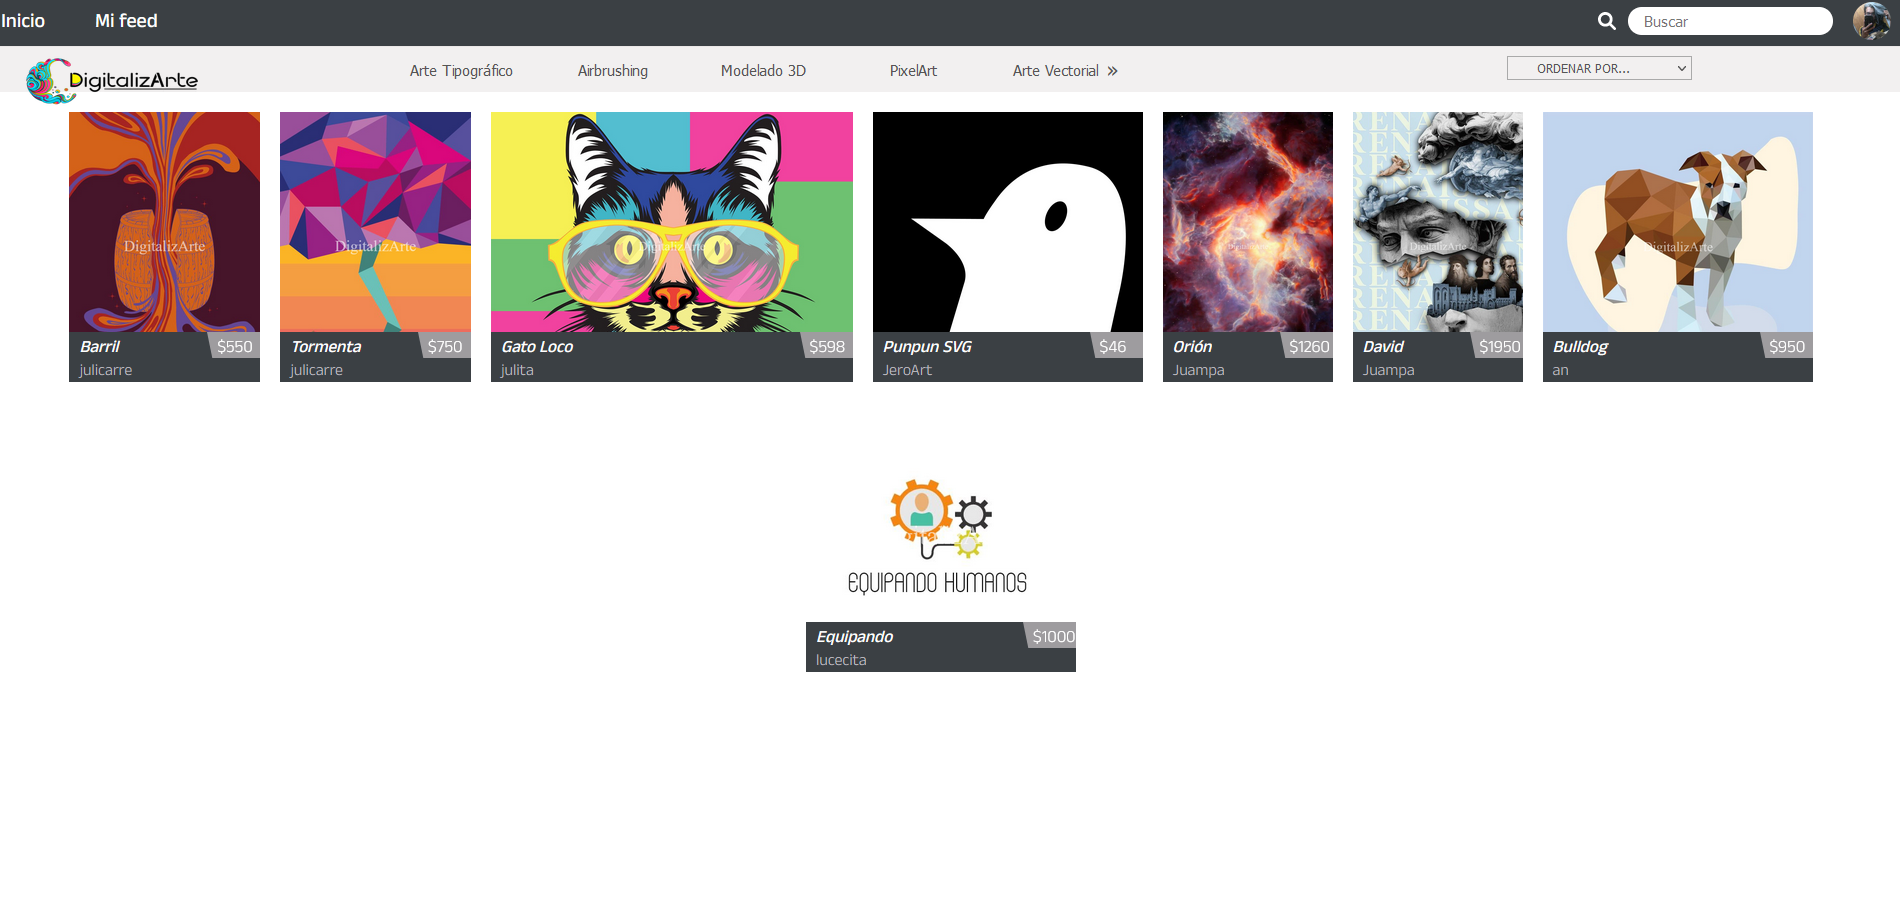 Inicio
Mi feed
Buscar
DigitalizArte
Arte Tipográfico
Airbrushing
Modelado 3D
PixelArt
Arte Vectorial »
ORDENAR POR...
DigitalizArte
DigitalizArte
DigitalizArte
DigitalizArte
DigitalizArte
DigitalizArte
Barril
$550
julicarre
Tormenta
$750
julicarre
Gato Loco
$598
julita
Punpun SVG
$46
JeroArt
Orión
$1260
Juampa
David
$1950
Juampa
Bulldog
$950
an
EQUIPANDO HUMANOS
Equipando
$1000
lucecita